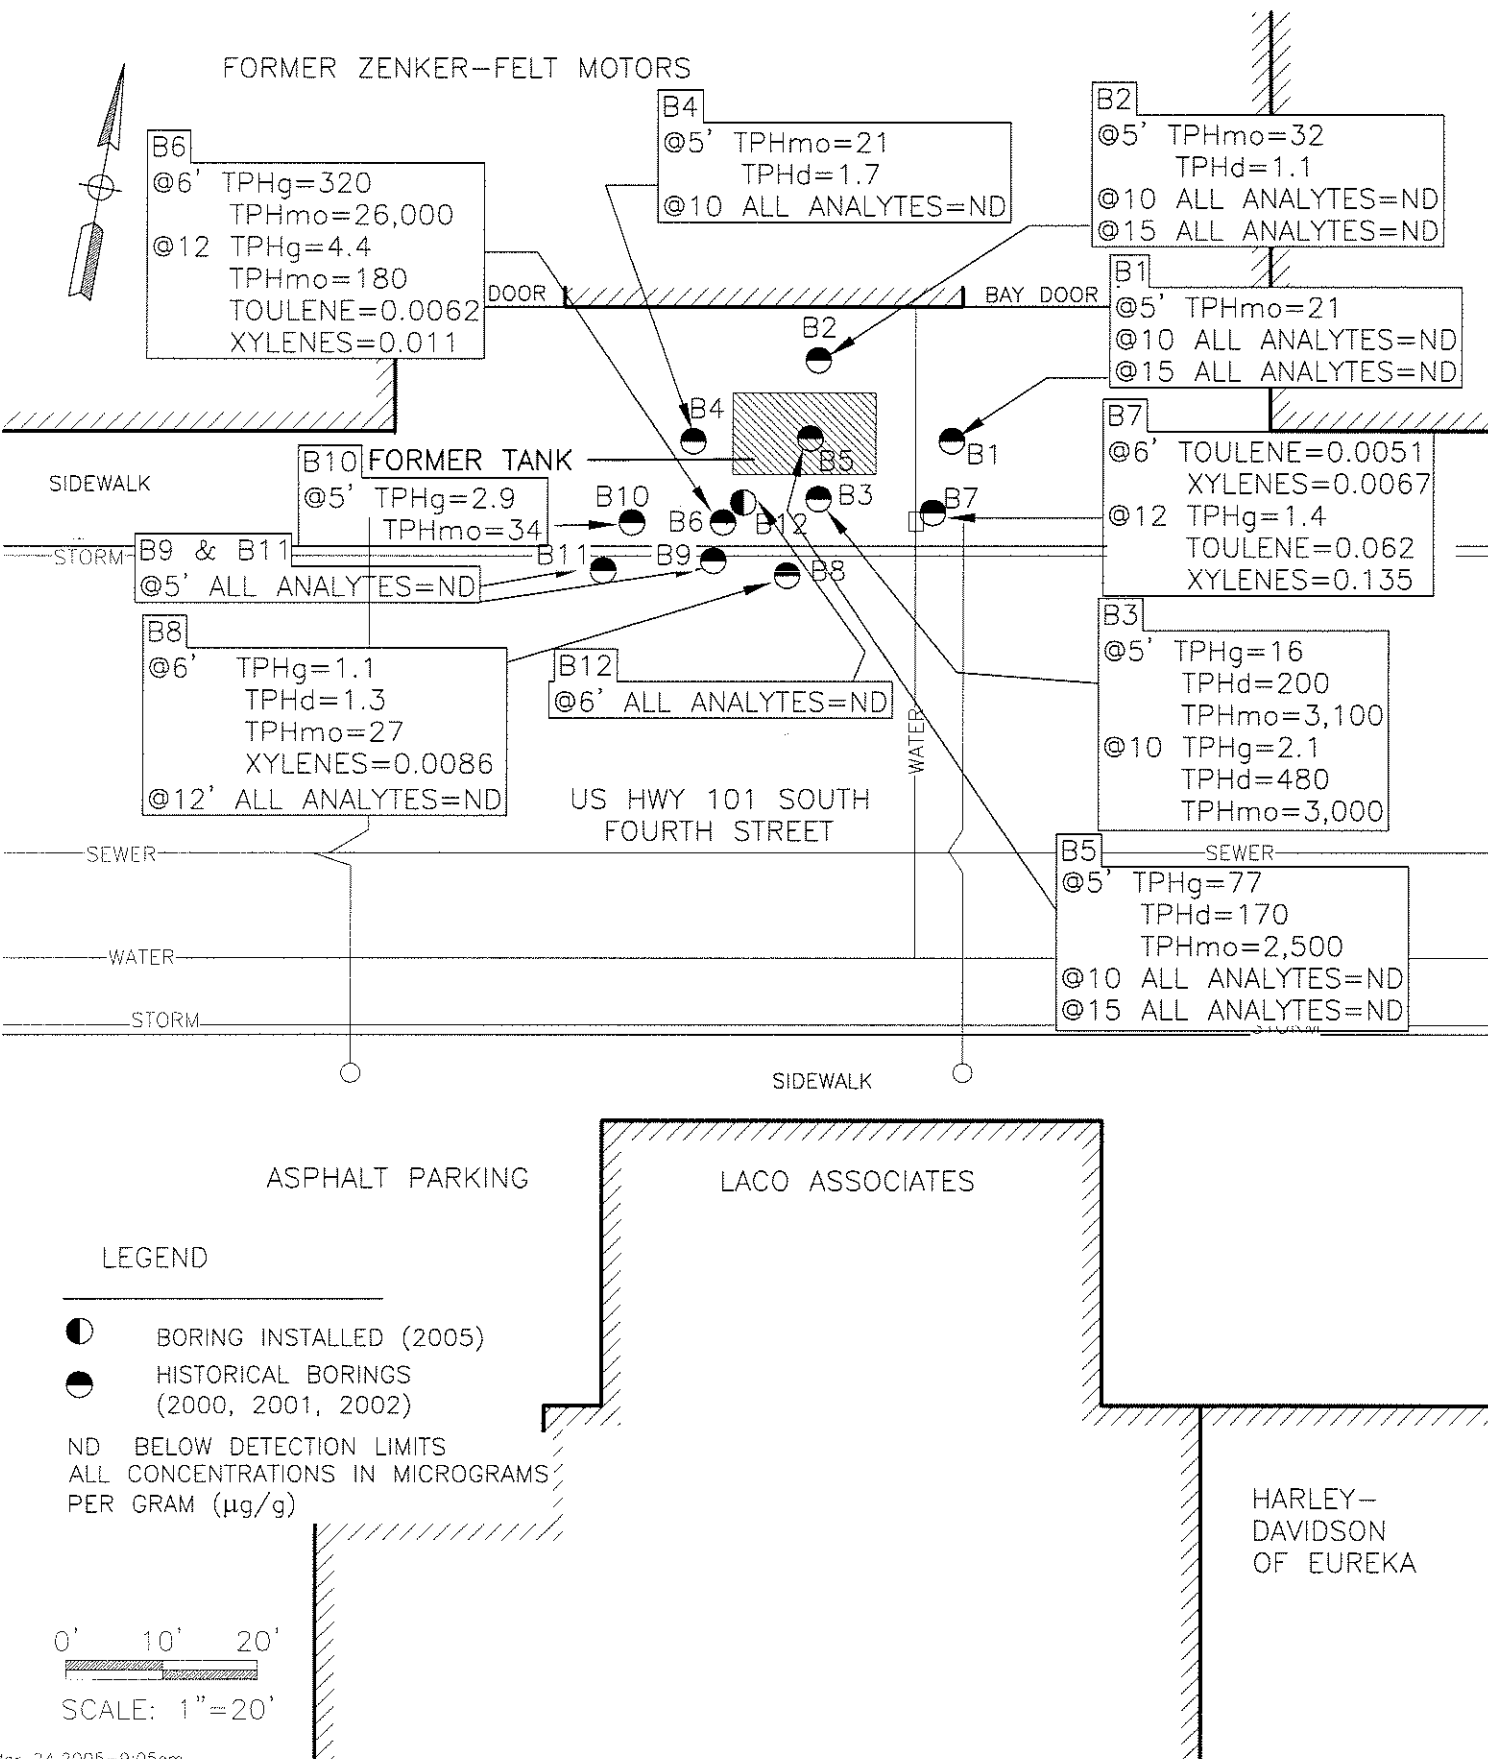 FORMER ZENKER-FELT MOTORS
B6
@6' TPHg=320
TPHmo=26,000
@12 TPHg=4.4
TPHmo=180
TOULENE=0.0062
XYLENES=0.011
B4
@5' TPHmo=21
TPHd=1.7
@10 ALL ANALYTES=ND
B2
@5' TPHmo=32
TPHd=1.1
@10 ALL ANALYTES=ND
@15 ALL ANALYTES=ND
B1
@5' TPHmo=21
@10 ALL ANALYTES=ND
@15 ALL ANALYTES=ND
DOOR
BAY DOOR
B2
B4
B5
B1
B7
@6' TOULENE=0.0051
XYLENES=0.0067
@12 TPHg=1.4
TOULENE=0.062
XYLENES=0.135
SIDEWALK
FORMER TANK
B10
@5' TPHg=2.9
TPHmo=34
B10
B6
B12
B3
B7
STORM
B9 & B11
@5' ALL ANALYTES=ND
B11
B9
B8
B8
@6' TPHg=1.1
TPHd=1.3
TPHmo=27
XYLENES=0.0086
@12' ALL ANALYTES=ND
B12
@6' ALL ANALYTES=ND
B3
@5' TPHg=16
TPHd=200
TPHmo=3,100
@10 TPHg=2.1
TPHd=480
TPHmo=3,000
WATER
US HWY 101 SOUTH
FOURTH STREET
SEWER
SEWER
B5
@5' TPHg=77
TPHd=170
TPHmo=2,500
@10 ALL ANALYTES=ND
@15 ALL ANALYTES=ND
WATER
STORM
STORM
SIDEWALK
ASPHALT PARKING
LACO ASSOCIATES
LEGEND
BORING INSTALLED (2005)
HISTORICAL BORINGS
(2000, 2001, 2002)
ND BELOW DETECTION LIMITS
ALL CONCENTRATIONS IN MICROGRAMS
PER GRAM (µg/g)
HARLEY-
DAVIDSON
OF EUREKA
0' 10' 20'
SCALE: 1"=20'
24,2005-9:05am